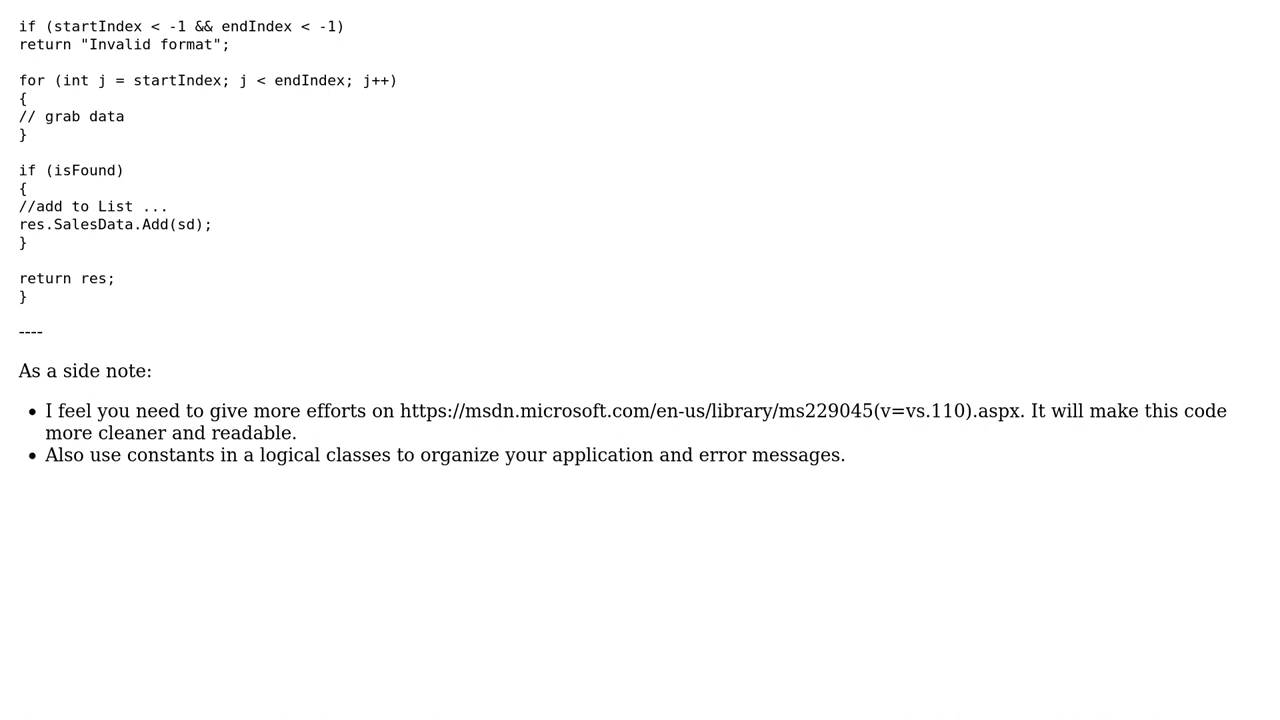 if (startIndex < -1 && endIndex < -1)
return "Invalid format";
for (int j = startIndex; j < endIndex; j++)
{
// grab data
}
if (isFound)
{
//add to List ...
res.SalesData.Add(sd);
}
return res;
}
----
As a side note:
• I feel you need to give more efforts on https://msdn.microsoft.com/en-us/library/ms229045(v=vs.110).aspx. It will make this code
more cleaner and readable.
• Also use constants in a logical classes to organize your application and error messages.